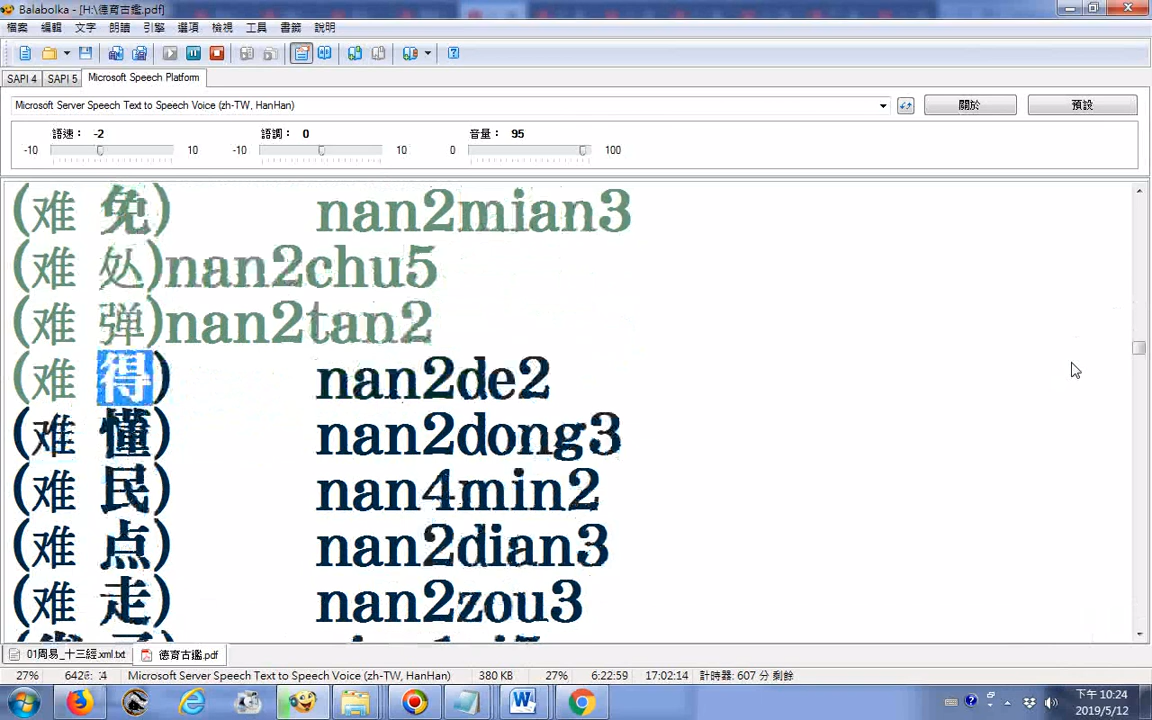 Balabolka - [H:\德育古鑑.pdf]
檔案 編輯 文字 朗讀 引擎 選項 檢視 工具 書籤 說明
SAPI 4 SAPI 5 Microsoft Speech Platform
Microsoft Server Speech Text to Speech Voice (zh-TW, HanHan) 關於 預設
語速： -2 語調： 0 音量： 95
-10 10 -10 10 0 100
(难 免) nan2mian3
(难 处)nan2chu5
(难 弹)nan2tan2
(难 得) nan2de2
(难 懂) nan2dong3
(难 民) nan4min2
(难 点) nan2dian3
(难 走) nan2zou3
01周易_十三經.xml.txt 德育古鑑.pdf
27% Microsoft Server Speech Text to Speech Voice (zh-TW, HanHan) 380 KB 27% 6:22:59 17:02:14 計時器: 607 分 剩餘
下午 10:24
2019/5/12